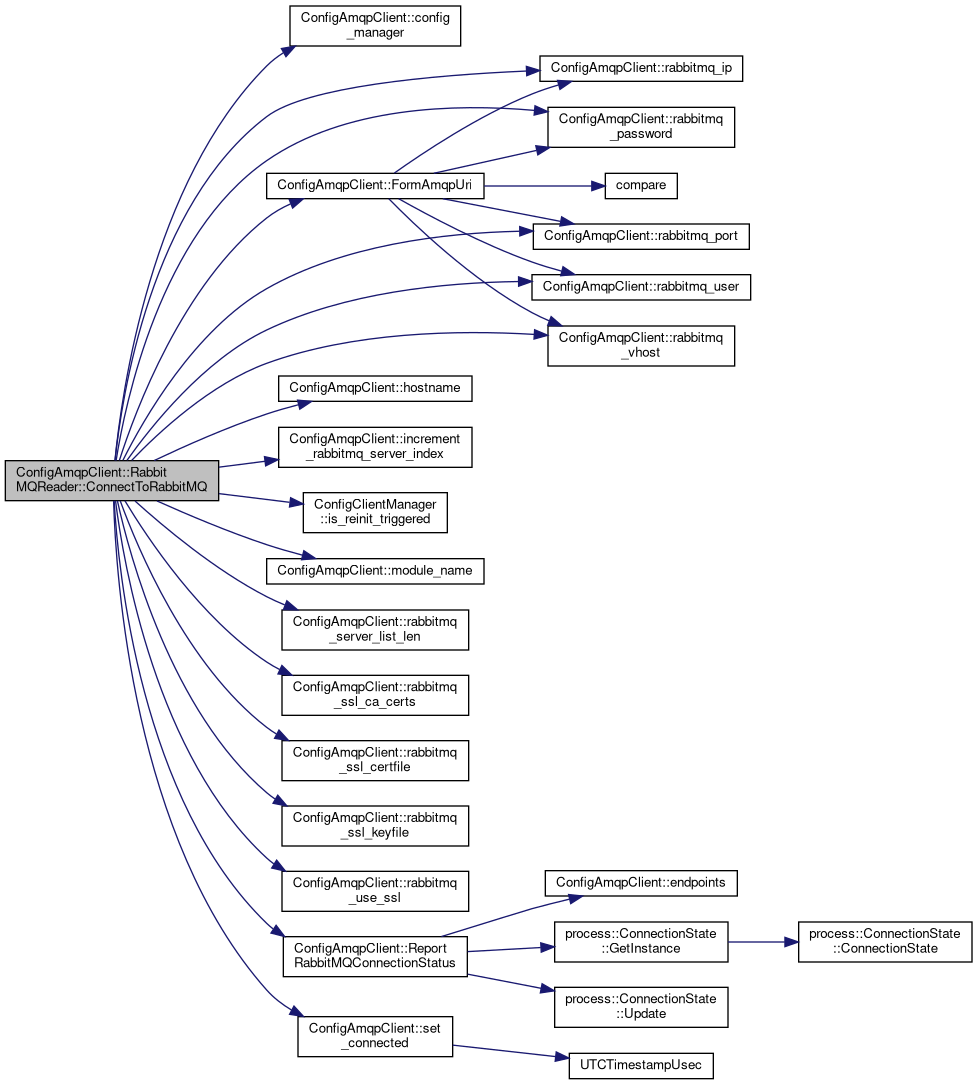 ConfigAmqpClient::config
_manager
ConfigAmqpClient::rabbitmq_ip
ConfigAmqpClient::rabbitmq
_password
ConfigAmqpClient::FormAmqpUri
compare
ConfigAmqpClient::rabbitmq_port
ConfigAmqpClient::rabbitmq_user
ConfigAmqpClient::rabbitmq
_vhost
ConfigAmqpClient::hostname
ConfigAmqpClient::increment
_rabbitmq_server_index
ConfigAmqpClient::Rabbit
MQReader::ConnectToRabbitMQ
ConfigClientManager
::is_reinit_triggered
ConfigAmqpClient::module_name
ConfigAmqpClient::rabbitmq
_server_list_len
ConfigAmqpClient::rabbitmq
_ssl_ca_certs
ConfigAmqpClient::rabbitmq
_ssl_certfile
ConfigAmqpClient::rabbitmq
_ssl_keyfile
ConfigAmqpClient::rabbitmq
_use_ssl
ConfigAmqpClient::endpoints
ConfigAmqpClient::Report
RabbitMQConnectionStatus
process::ConnectionState
::GetInstance
process::ConnectionState
::ConnectionState
process::ConnectionState
::Update
ConfigAmqpClient::set
_connected
UTCTimestampUsec